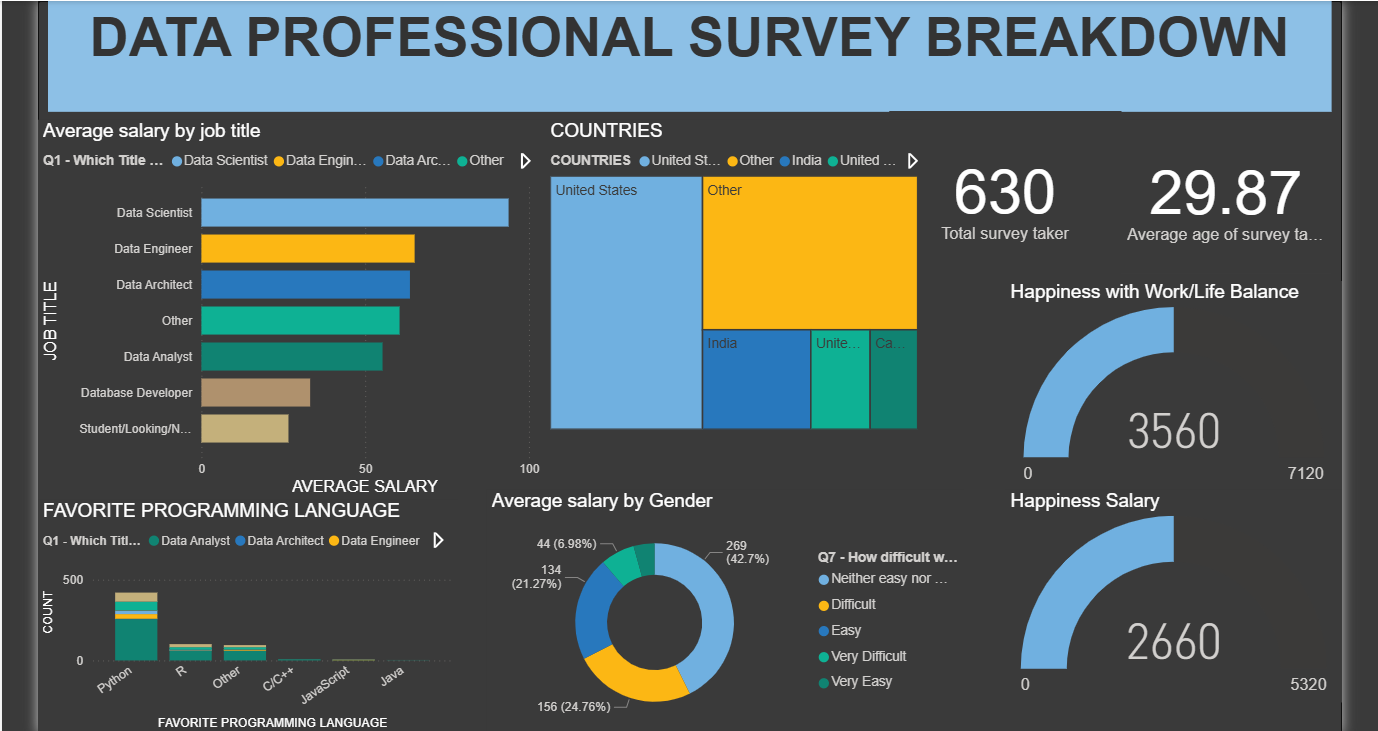 DATA PROFESSIONAL SURVEY BREAKDOWN
Average salary by job title
Q1 - Which Title ... Data Scientist Data Engin... Data Arc... Other
JOB TITLE
Data Scientist
Data Engineer
Data Architect
Other
Data Analyst
Database Developer
Student/Looking/N...
0 50 100
AVERAGE SALARY
COUNTRIES
COUNTRIES United St... Other India United ...
United States
Other
India
Unite...
Ca...
630
Total survey taker
29.87
Average age of survey ta...
Happiness with Work/Life Balance
3560
0 7120
FAVORITE PROGRAMMING LANGUAGE
Q1 - Which Titl... Data Analyst Data Architect Data Engineer
COUNT
500
0
Python
R
Other
C/C++
JavaScript
Java
FAVORITE PROGRAMMING LANGUAGE
Average salary by Gender
44 (6.98%)
269
(42.7%)
134
(21.27%)
156 (24.76%)
Q7 - How difficult w...
Neither easy nor ...
Difficult
Easy
Very Difficult
Very Easy
Happiness Salary
2660
0 5320